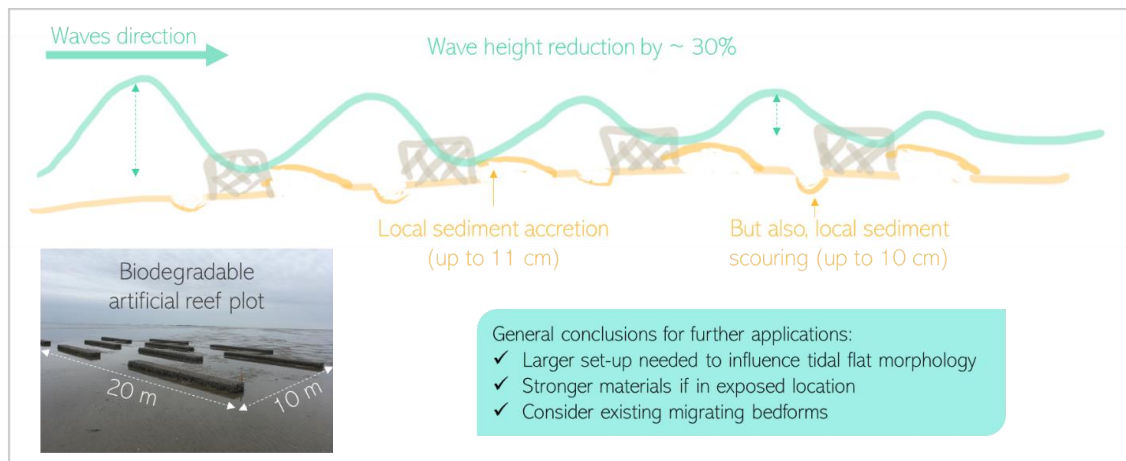 Waves direction
Wave height reduction by ~ 30%
Local sediment accretion
(up to 11 cm)
But also, local sediment
scouring (up to 10 cm)
Biodegradable
artificial reef plot
20 m
10 m
General conclusions for further applications:
✓ Larger set-up needed to influence tidal flat morphology
✓ Stronger materials if in exposed location
✓ Consider existing migrating bedforms